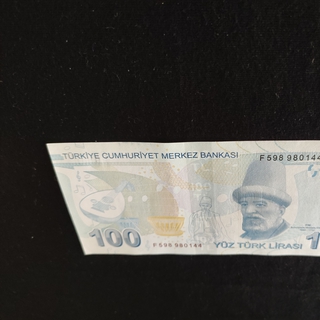 TÜRKİYE CUMHURİYET MERKEZ BANKASI
F598 980144
100
F598 980144
YÜZ TÜRK LİRASI